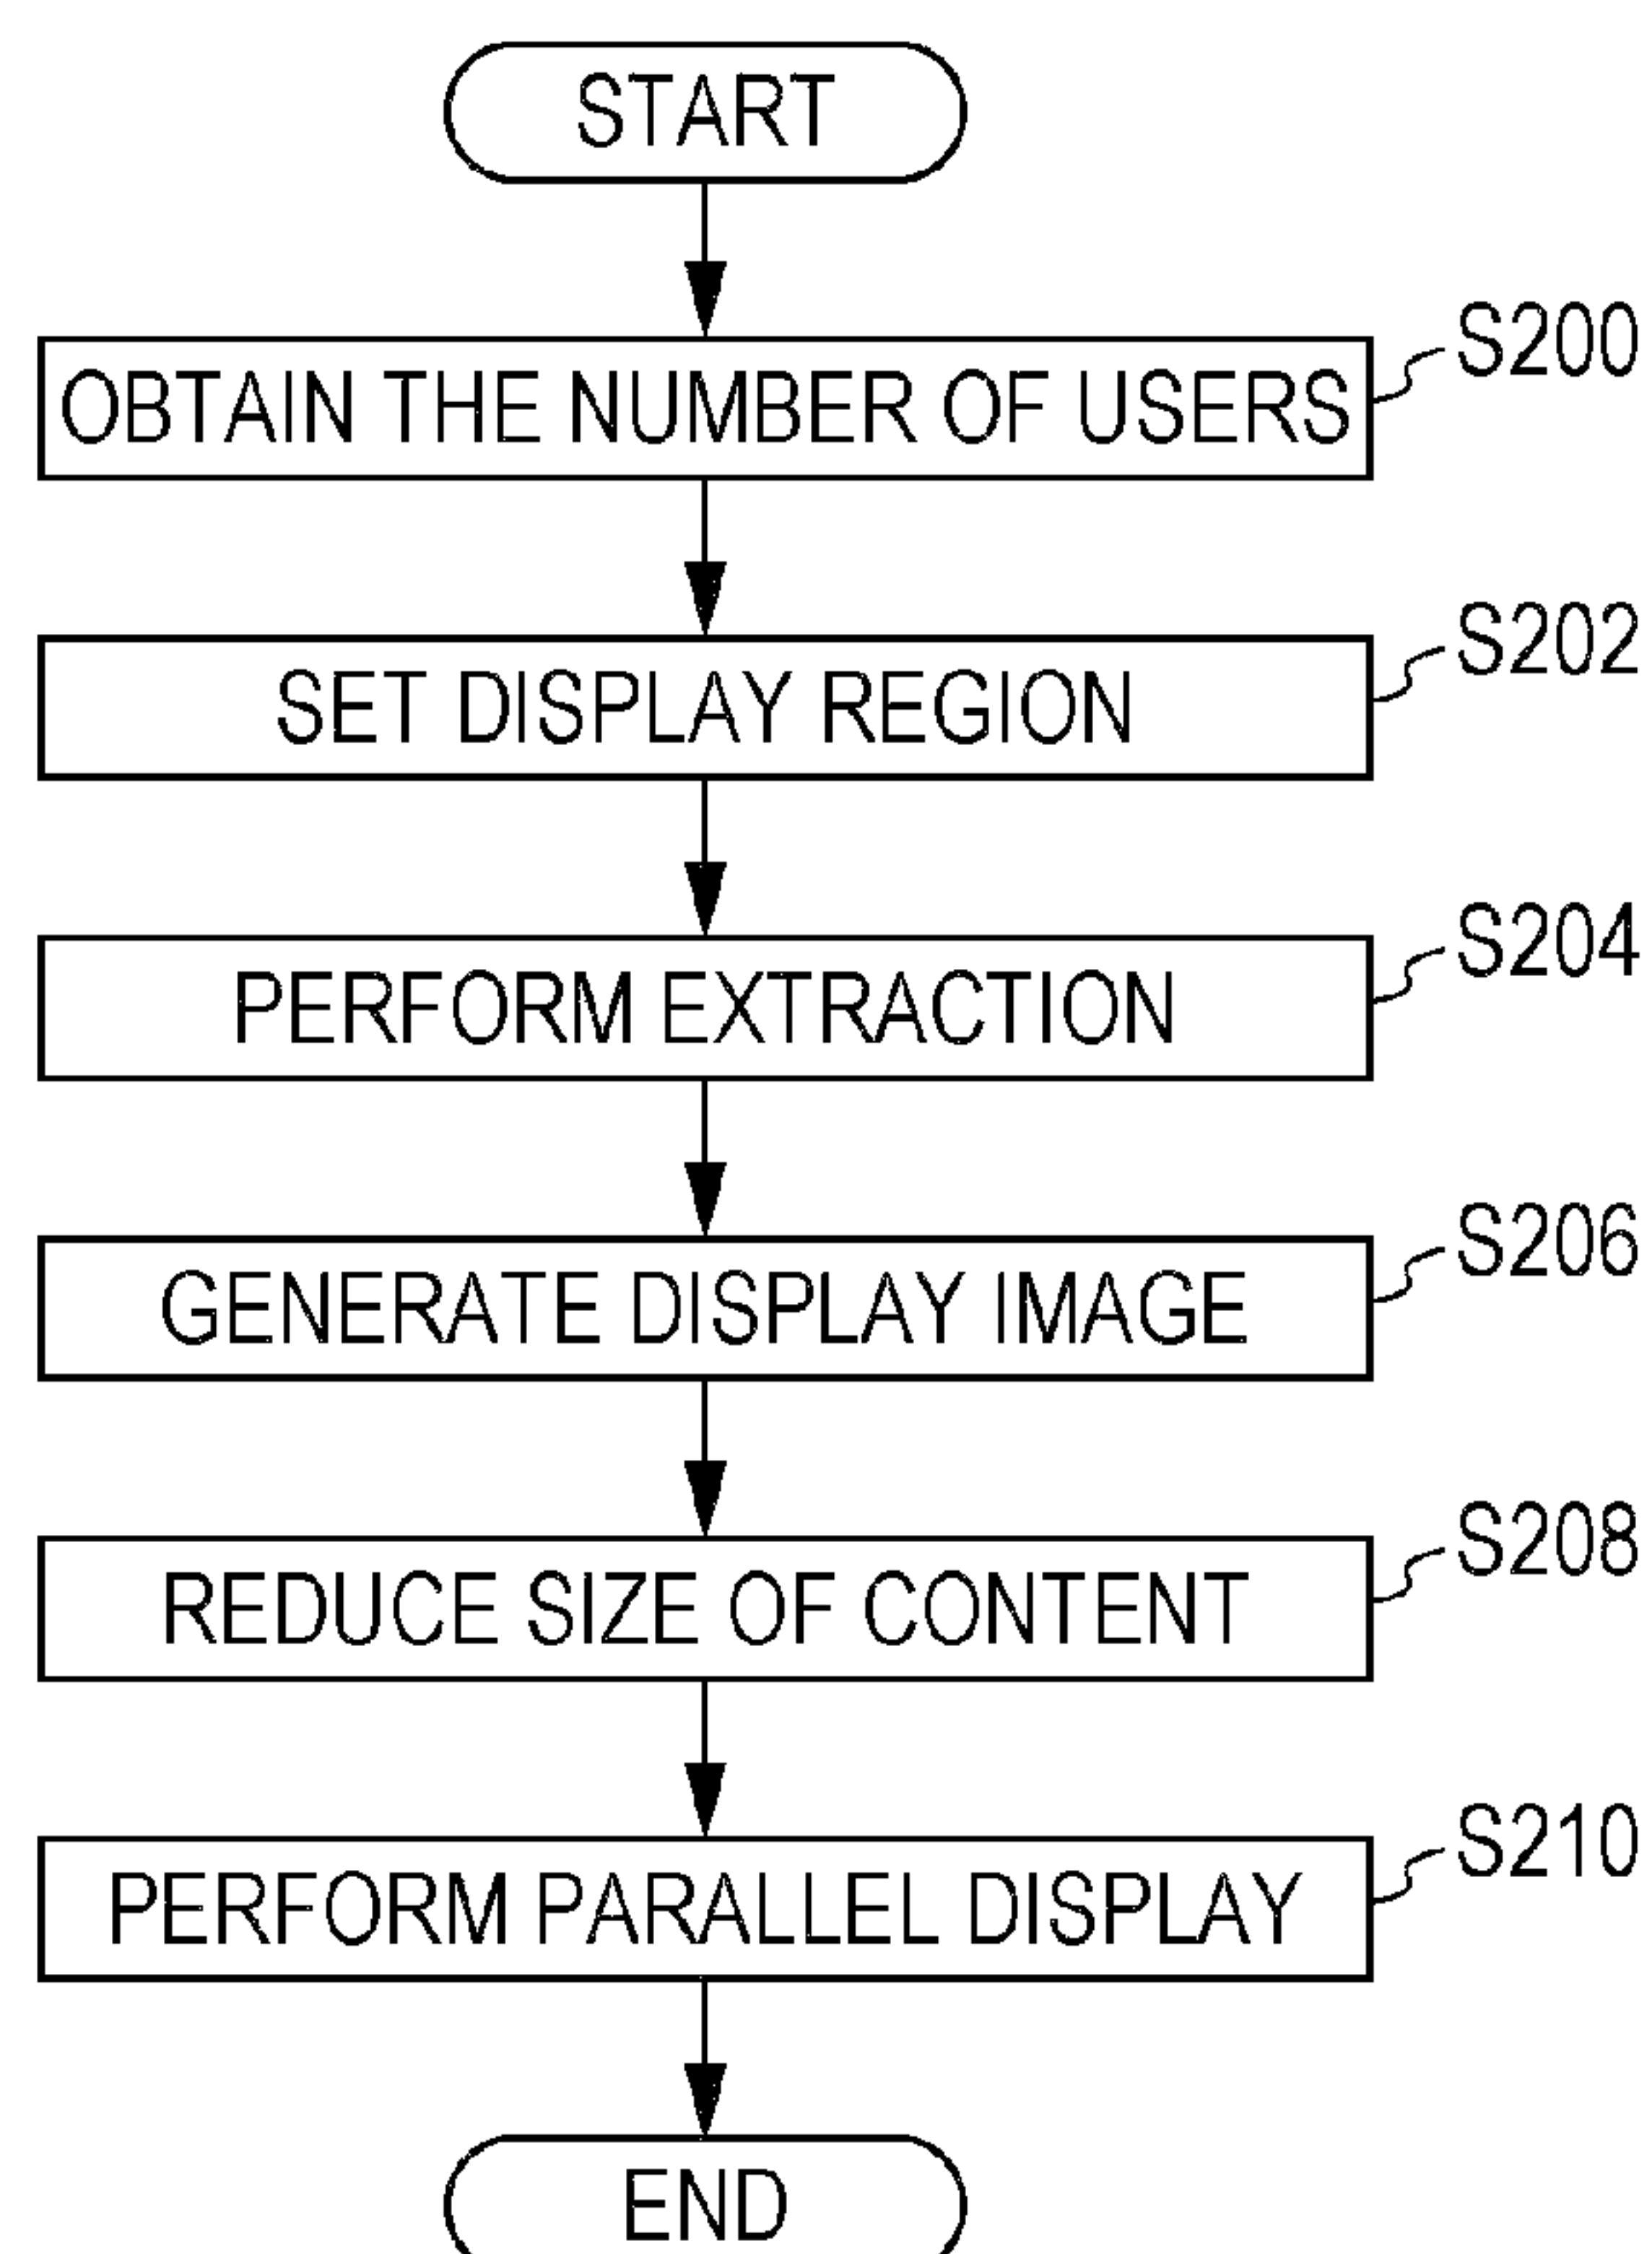 START
OBTAIN THE NUMBER OF USERS
S200
SET DISPLAY REGION
S202
PERFORM EXTRACTION
S204
GENERATE DISPLAY IMAGE
S206
REDUCE SIZE OF CONTENT
S208
PERFORM PARALLEL DISPLAY
S210
END